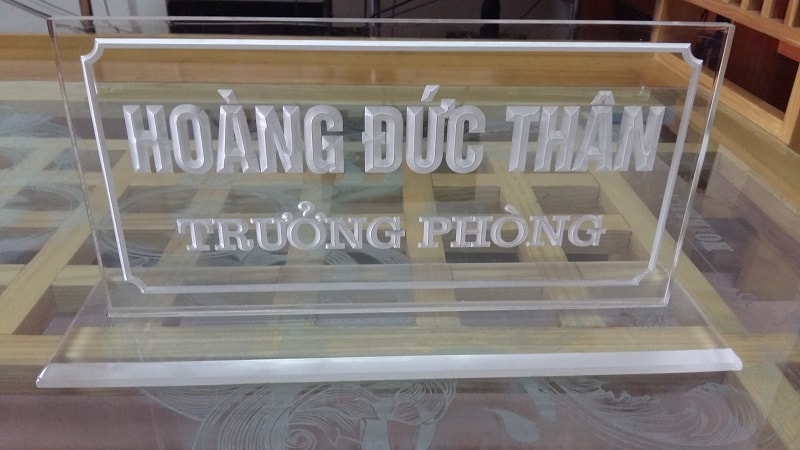 HOÀNG ĐỨC THÂN
TRƯỞNG PHÒNG